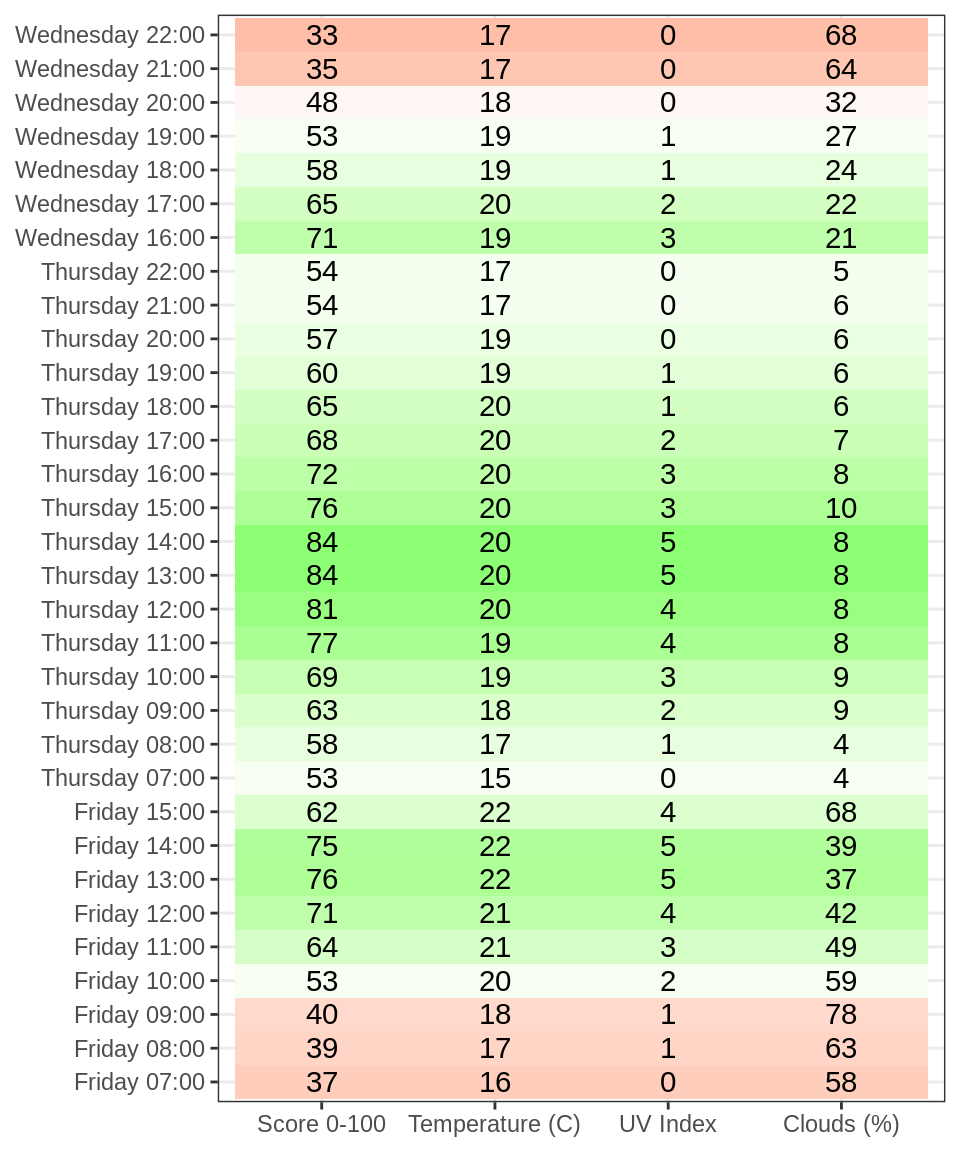 Wednesday 22:00 33 17 0 68
Wednesday 21:00 35 17 0 64
Wednesday 20:00 48 18 0 32
Wednesday 19:00 53 19 1 27
Wednesday 18:00 58 19 1 24
Wednesday 17:00 65 20 2 22
Wednesday 16:00 71 19 3 21
Thursday 22:00 54 17 0 5
Thursday 21:00 54 17 0 6
Thursday 20:00 57 19 0 6
Thursday 19:00 60 19 1 6
Thursday 18:00 65 20 1 6
Thursday 17:00 68 20 2 7
Thursday 16:00 72 20 3 8
Thursday 15:00 76 20 3 10
Thursday 14:00 84 20 5 8
Thursday 13:00 84 20 5 8
Thursday 12:00 81 20 4 8
Thursday 11:00 77 19 4 8
Thursday 10:00 69 19 3 9
Thursday 09:00 63 18 2 9
Thursday 08:00 58 17 1 4
Thursday 07:00 53 15 0 4
Friday 15:00 62 22 4 68
Friday 14:00 75 22 5 39
Friday 13:00 76 22 5 37
Friday 12:00 71 21 4 42
Friday 11:00 64 21 3 49
Friday 10:00 53 20 2 59
Friday 09:00 40 18 1 78
Friday 08:00 39 17 1 63
Friday 07:00 37 16 0 58
Score 0-100 Temperature (C) UV Index Clouds (%)